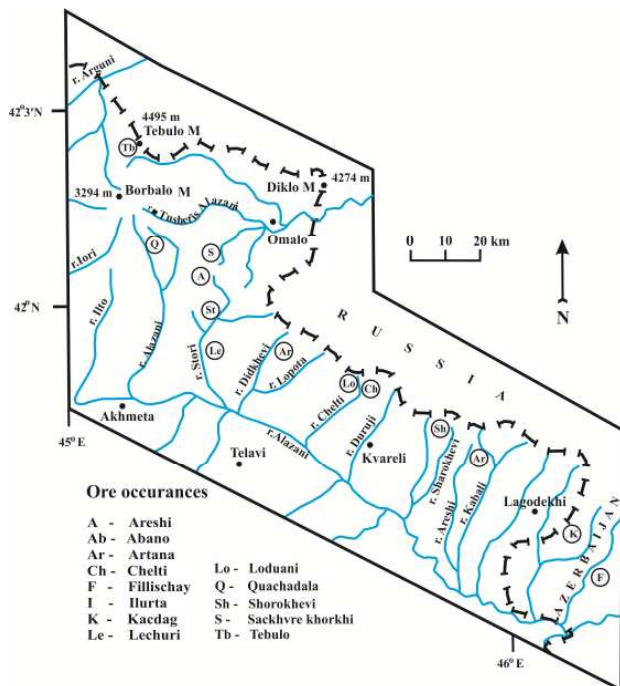 r. Arguni
42°3'N
4495 m
Tebulo M
Tb
Diklo M
4274 m
3294 m
Borbalo M
r. Tushetis Alazani
Omalo
Q
S
A
r.Iori
0 10 20 km
N
42°N
r. Ilto
r. Alazani
St
r. Stori
Le
r. Didkhevi
Ar
r. Lopota
RUSSIA
Lo
Ch
r. Chelti
r. Duruji
Akhmeta
45° E
r.Alazani
Telavi
Kvareli
Sh
r. Sharokhevi
Ar
r. Areshi
r. Kabali
Lagodekhi
K
AZERBAIJAN
F
46° E
Ore occurances
A - Areshi
Ab - Abano
Ar - Artana
Ch - Chelti
F - Fillischay
I - Ilurta
K - Kacdag
Le - Lechuri
Lo - Loduani
Q - Quachadala
Sh - Shorokhevi
S - Sackhvre khorkhi
Tb - Tebulo